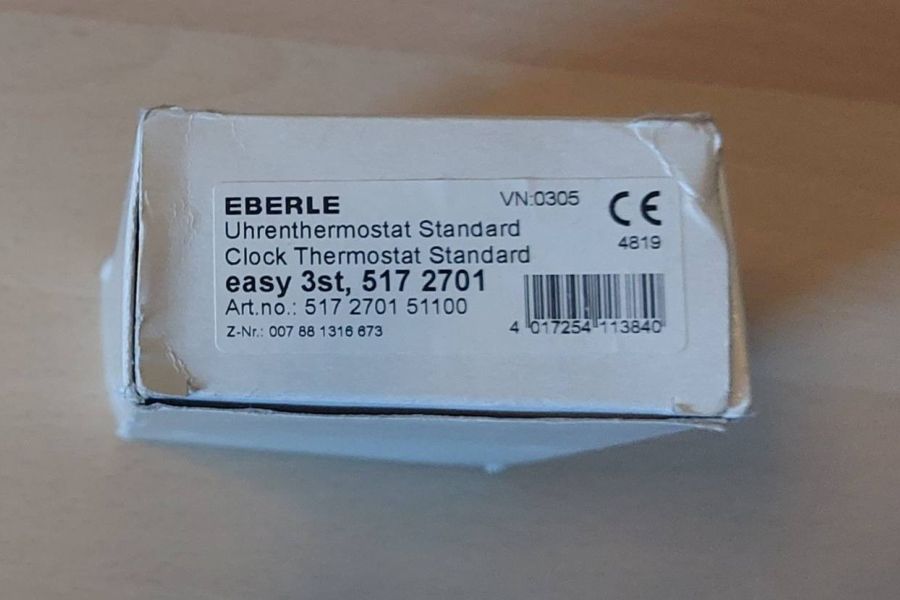 EBERLE
VN:0305
CE
Uhrenthermostat Standard
4819
Clock Thermostat Standard
easy 3st, 517 2701
Art.no.: 517 2701 51100
Z-Nr.: 007 88 1316 673
4 017254 113840